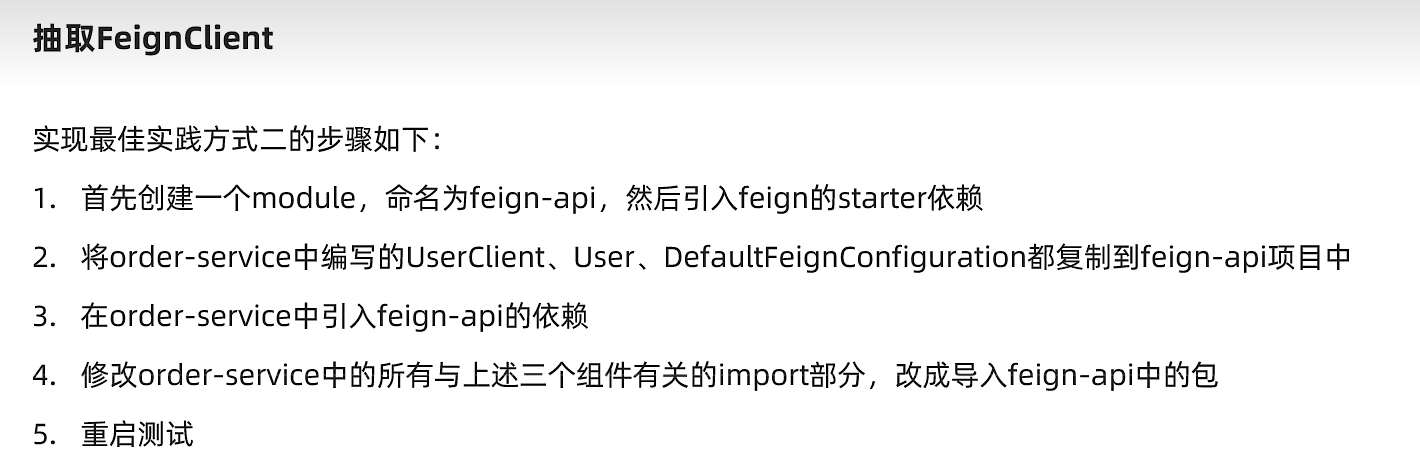 抽取FeignClient
实现最佳实践方式二的步骤如下：
1. 首先创建一个module，命名为feign-api，然后引入feign的starter依赖
2. 将order-service中编写的UserClient、User、DefaultFeignConfiguration都复制到feign-api项目中
3. 在order-service中引入feign-api的依赖
4. 修改order-service中的所有与上述三个组件有关的import部分，改成导入feign-api中的包
5. 重启测试